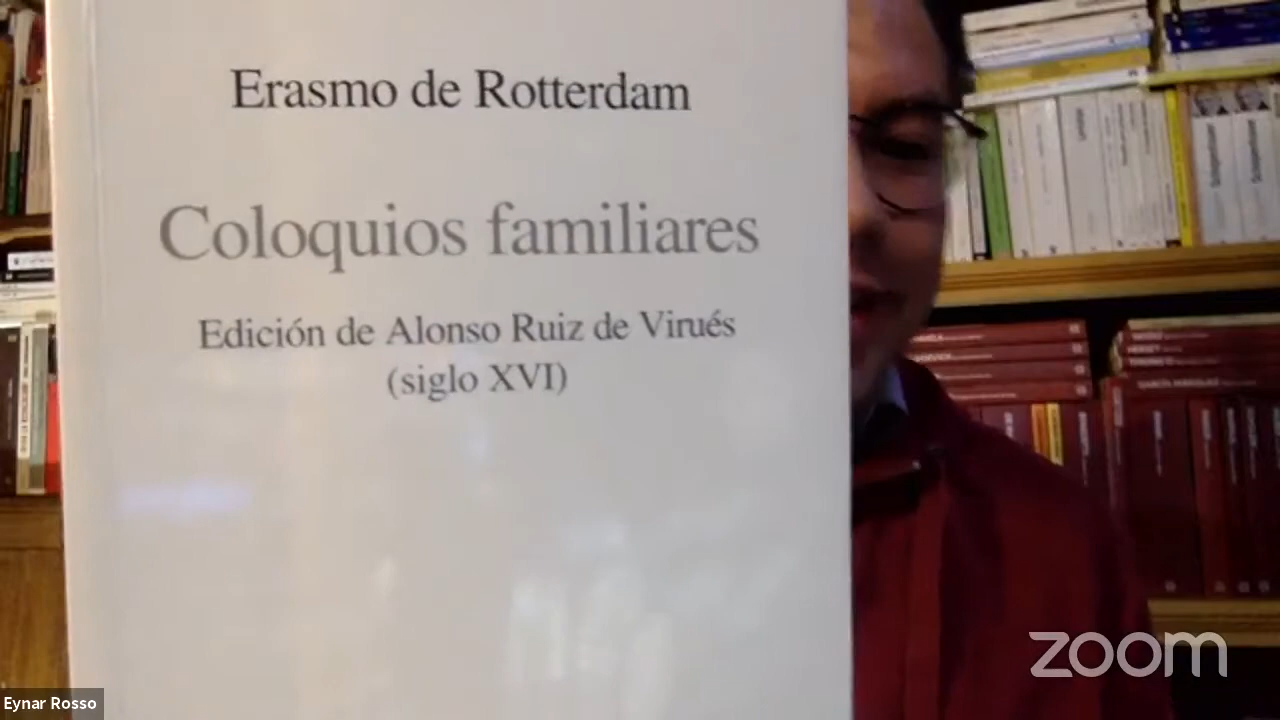 Erasmo de Rotterdam
Coloquios familiares
Edición de Alonso Ruiz de Virués
(siglo XVI)
zoom
Eynar Rosso